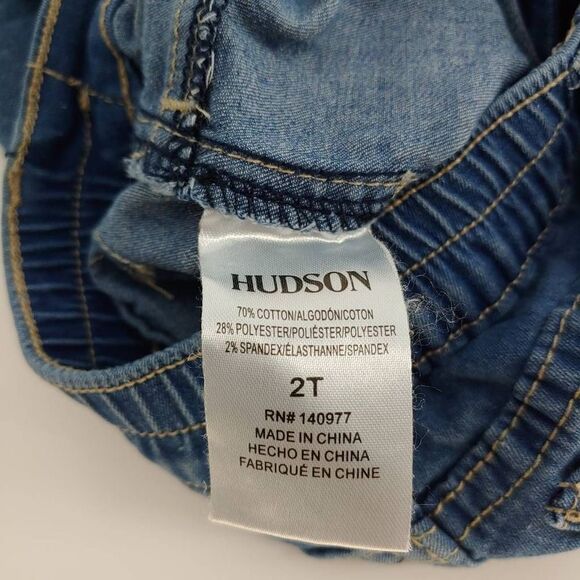 HUDSON
70% COTTON/ALGODÓN/COTON
28% POLYESTER/POLIÉSTER/POLYESTER
2% SPANDEX/ÉLASTHANNE/SPANDEX
2T
RN# 140977
MADE IN CHINA
HECHO EN CHINA
FABRIQUÉ EN CHINE